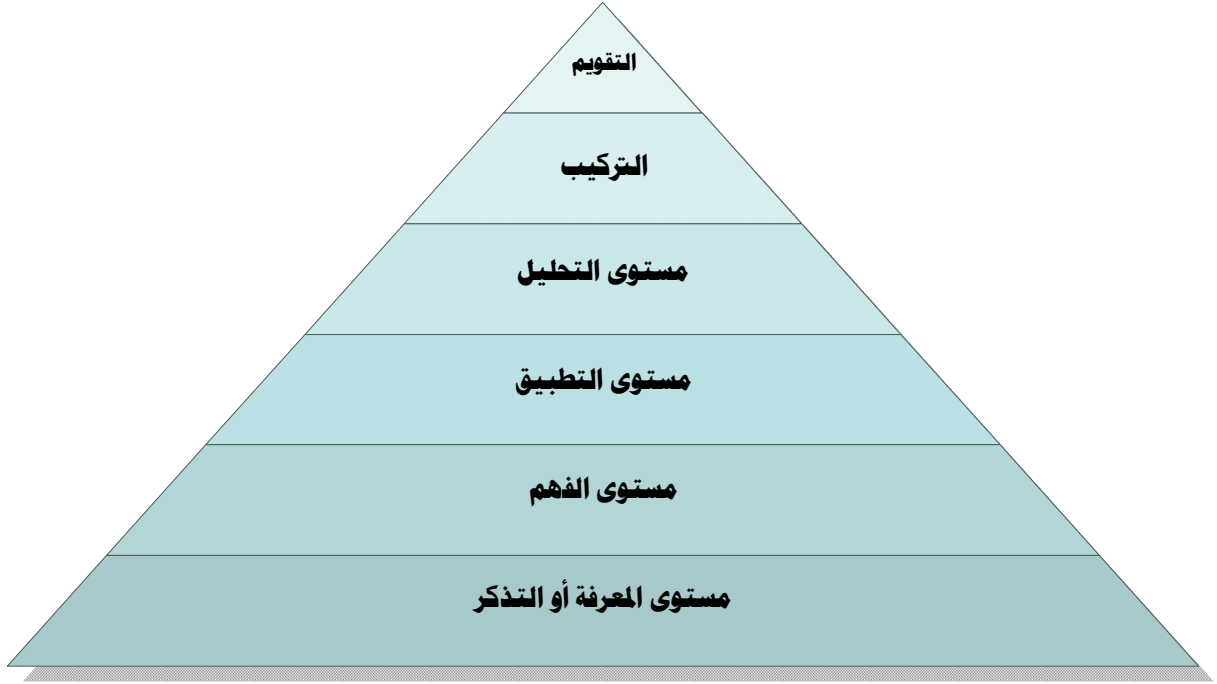 التقويم
التركيب
مستوى التحليل
مستوى التطبيق
مستوى الفهم
مستوى المعرفة أو التذكر